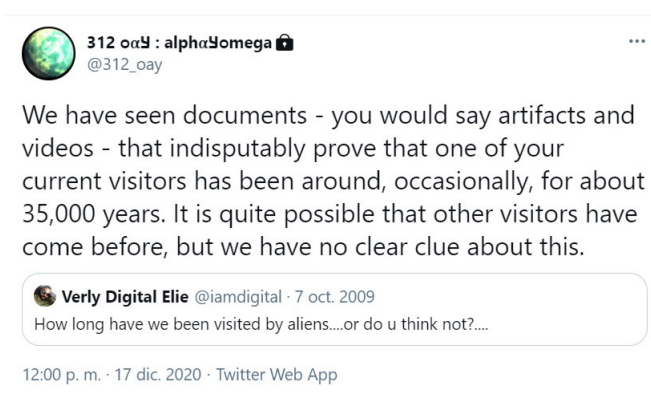 312 oαY : alphαYomega
@312_oay
We have seen documents - you would say artifacts and
videos - that indisputably prove that one of your
current visitors has been around, occasionally, for about
35,000 years. It is quite possible that other visitors have
come before, but we have no clear clue about this.
Verly Digital Elie @iamdigital · 7 oct. 2009
How long have we been visited by aliens....or do u think not?....
12:00 p. m. · 17 dic. 2020 · Twitter Web App